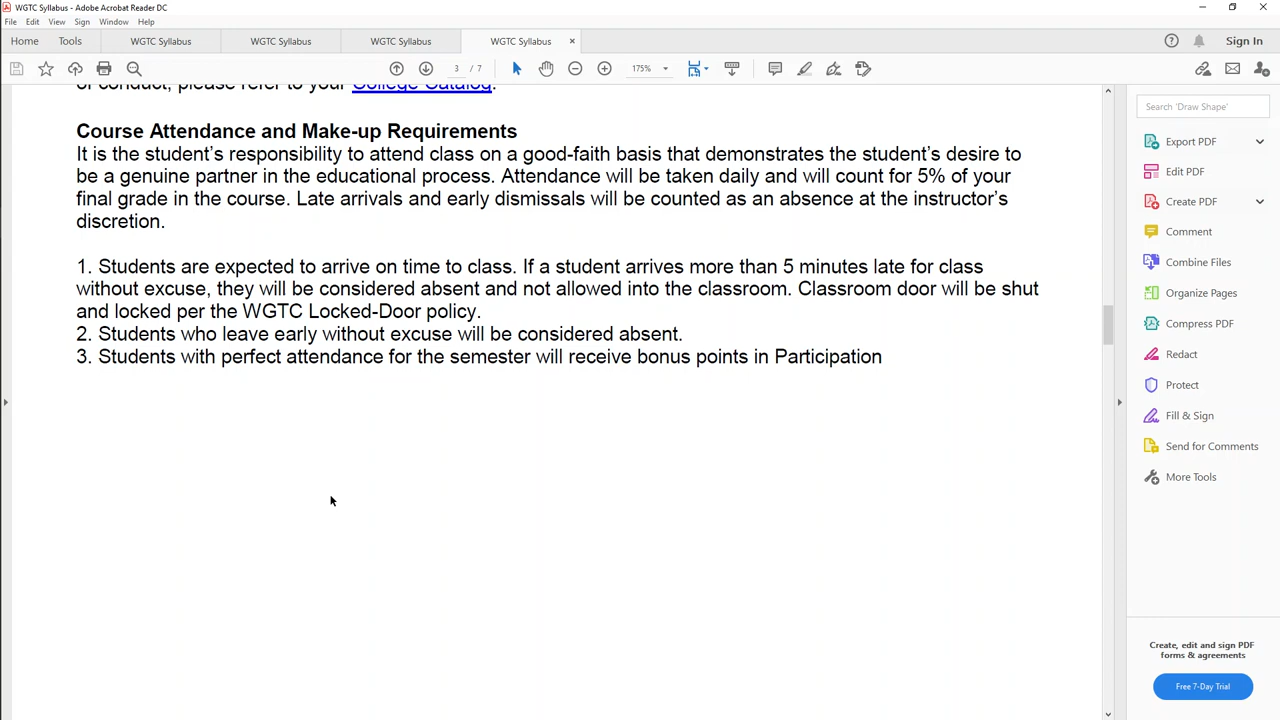 WGTC Syllabus - Adobe Acrobat Reader DC
File Edit View Sign Window Help
Home Tools WGTC Syllabus WGTC Syllabus WGTC Syllabus WGTC Syllabus × Sign In
3 / 7 175%
of conduct, please refer to your College Catalog.
Course Attendance and Make-up Requirements
It is the student's responsibility to attend class on a good-faith basis that demonstrates the student's desire to
be a genuine partner in the educational process. Attendance will be taken daily and will count for 5% of your
final grade in the course. Late arrivals and early dismissals will be counted as an absence at the instructor's
discretion.
1. Students are expected to arrive on time to class. If a student arrives more than 5 minutes late for class
without excuse, they will be considered absent and not allowed into the classroom. Classroom door will be shut
and locked per the WGTC Locked-Door policy.
2. Students who leave early without excuse will be considered absent.
3. Students with perfect attendance for the semester will receive bonus points in Participation
Search 'Draw Shape'
Export PDF
Edit PDF
Create PDF
Comment
Combine Files
Organize Pages
Compress PDF
Redact
Protect
Fill & Sign
Send for Comments
More Tools
Create, edit and sign PDF
forms & agreements
Free 7-Day Trial